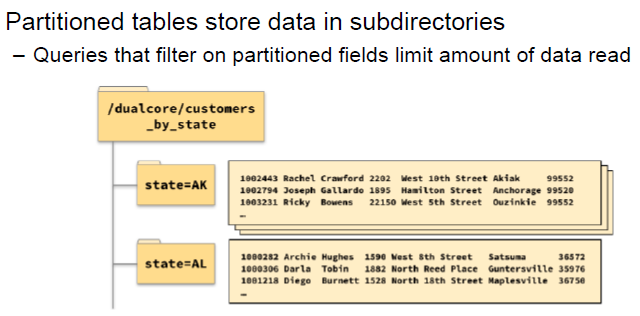 Partitioned tables store data in subdirectories
– Queries that filter on partitioned fields limit amount of data read
/dualcore/customers
_by_state
state=AK
1002443 Rachel Crawford 2202 West 10th Street Akiak 99552
1002794 Joseph Gallardo 1895 Hamilton Street Anchorage 99520
1003231 Ricky Bowens 22150 West 5th Street Ouzinkie 99552
…
state=AL
1000282 Archie Hughes 1590 West 8th Street Satsuma 36572
1000306 Darla Tobin 1882 North Reed Place Guntersville 35976
1001218 Diego Burnett 1528 North 18th Street Maplesville 36750
…